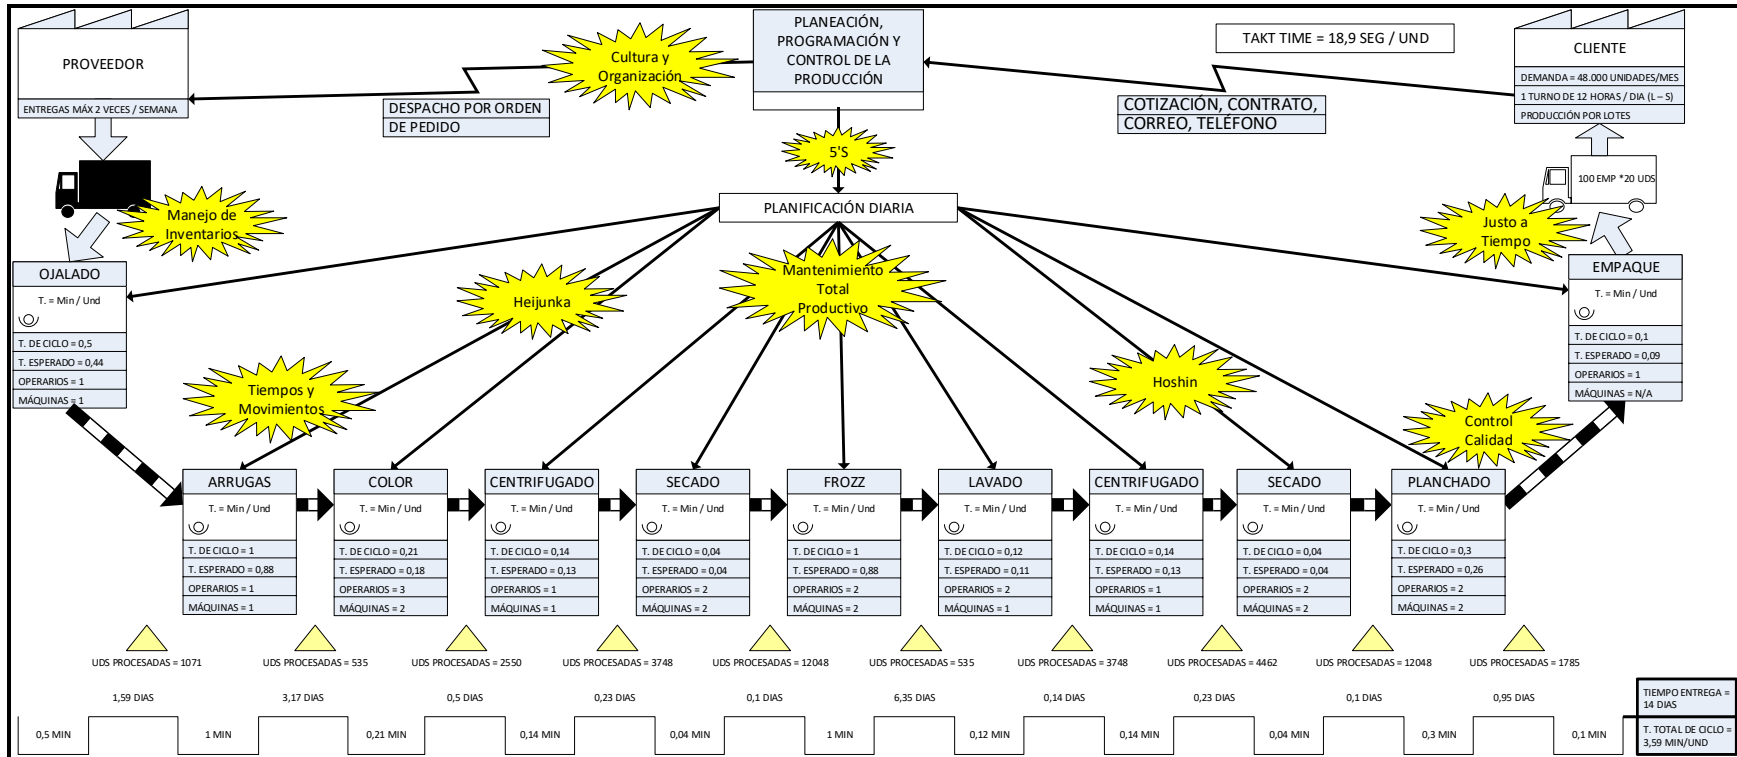 PROVEEDOR
ENTREGAS MÁX 2 VECES / SEMANA
Cultura y
Organización
DESPACHO POR ORDEN
DE PEDIDO
PLANEACIÓN,
PROGRAMACIÓN Y
CONTROL DE LA
PRODUCCIÓN
TAKT TIME = 18,9 SEG / UND
COTIZACIÓN, CONTRATO,
CORREO, TELÉFONO
CLIENTE
DEMANDA = 48.000 UNIDADES/MES
1 TURNO DE 12 HORAS / DIA (L – S)
PRODUCCIÓN POR LOTES
5'S
100 EMP *20 UDS
Manejo de
Inventarios
PLANIFICACIÓN DIARIA
Justo a
Tiempo
Heijunka
Mantenimiento
Total
Productivo
Tiempos y
Movimientos
Hoshin
Control
Calidad
OJALADO
T. = Min / Und
T. DE CICLO = 0,5
T. ESPERADO = 0,44
OPERARIOS = 1
MÁQUINAS = 1
EMPAQUE
T. = Min / Und
T. DE CICLO = 0,1
T. ESPERADO = 0,09
OPERARIOS = 1
MÁQUINAS = N/A
ARRUGAS
T. = Min / Und
T. DE CICLO = 1
T. ESPERADO = 0,88
OPERARIOS = 1
MÁQUINAS = 1
COLOR
T. = Min / Und
T. DE CICLO = 0,21
T. ESPERADO = 0,18
OPERARIOS = 3
MÁQUINAS = 2
CENTRIFUGADO
T. = Min / Und
T. DE CICLO = 0,14
T. ESPERADO = 0,13
OPERARIOS = 1
MÁQUINAS = 1
SECADO
T. = Min / Und
T. DE CICLO = 0,04
T. ESPERADO = 0,04
OPERARIOS = 2
MÁQUINAS = 2
FROZZ
T. = Min / Und
T. DE CICLO = 1
T. ESPERADO = 0,88
OPERARIOS = 2
MÁQUINAS = 2
LAVADO
T. = Min / Und
T. DE CICLO = 0,12
T. ESPERADO = 0,11
OPERARIOS = 2
MÁQUINAS = 1
CENTRIFUGADO
T. = Min / Und
T. DE CICLO = 0,14
T. ESPERADO = 0,13
OPERARIOS = 1
MÁQUINAS = 1
SECADO
T. = Min / Und
T. DE CICLO = 0,04
T. ESPERADO = 0,04
OPERARIOS = 2
MÁQUINAS = 2
PLANCHADO
T. = Min / Und
T. DE CICLO = 0,3
T. ESPERADO = 0,26
OPERARIOS = 2
MÁQUINAS = 2
UDS PROCESADAS = 1071
UDS PROCESADAS = 535
UDS PROCESADAS = 2550
UDS PROCESADAS = 3748
UDS PROCESADAS = 12048
UDS PROCESADAS = 535
UDS PROCESADAS = 3748
UDS PROCESADAS = 4462
UDS PROCESADAS = 12048
UDS PROCESADAS = 1785
1,59 DIAS
3,17 DIAS
0,5 DIAS
0,23 DIAS
0,1 DIAS
6,35 DIAS
0,14 DIAS
0,23 DIAS
0,1 DIAS
0,95 DIAS
TIEMPO ENTREGA =
14 DIAS
0,5 MIN
1 MIN
0,21 MIN
0,14 MIN
0,04 MIN
1 MIN
0,12 MIN
0,14 MIN
0,04 MIN
0,3 MIN
0,1 MIN
T. TOTAL DE CICLO =
3,59 MIN/UND